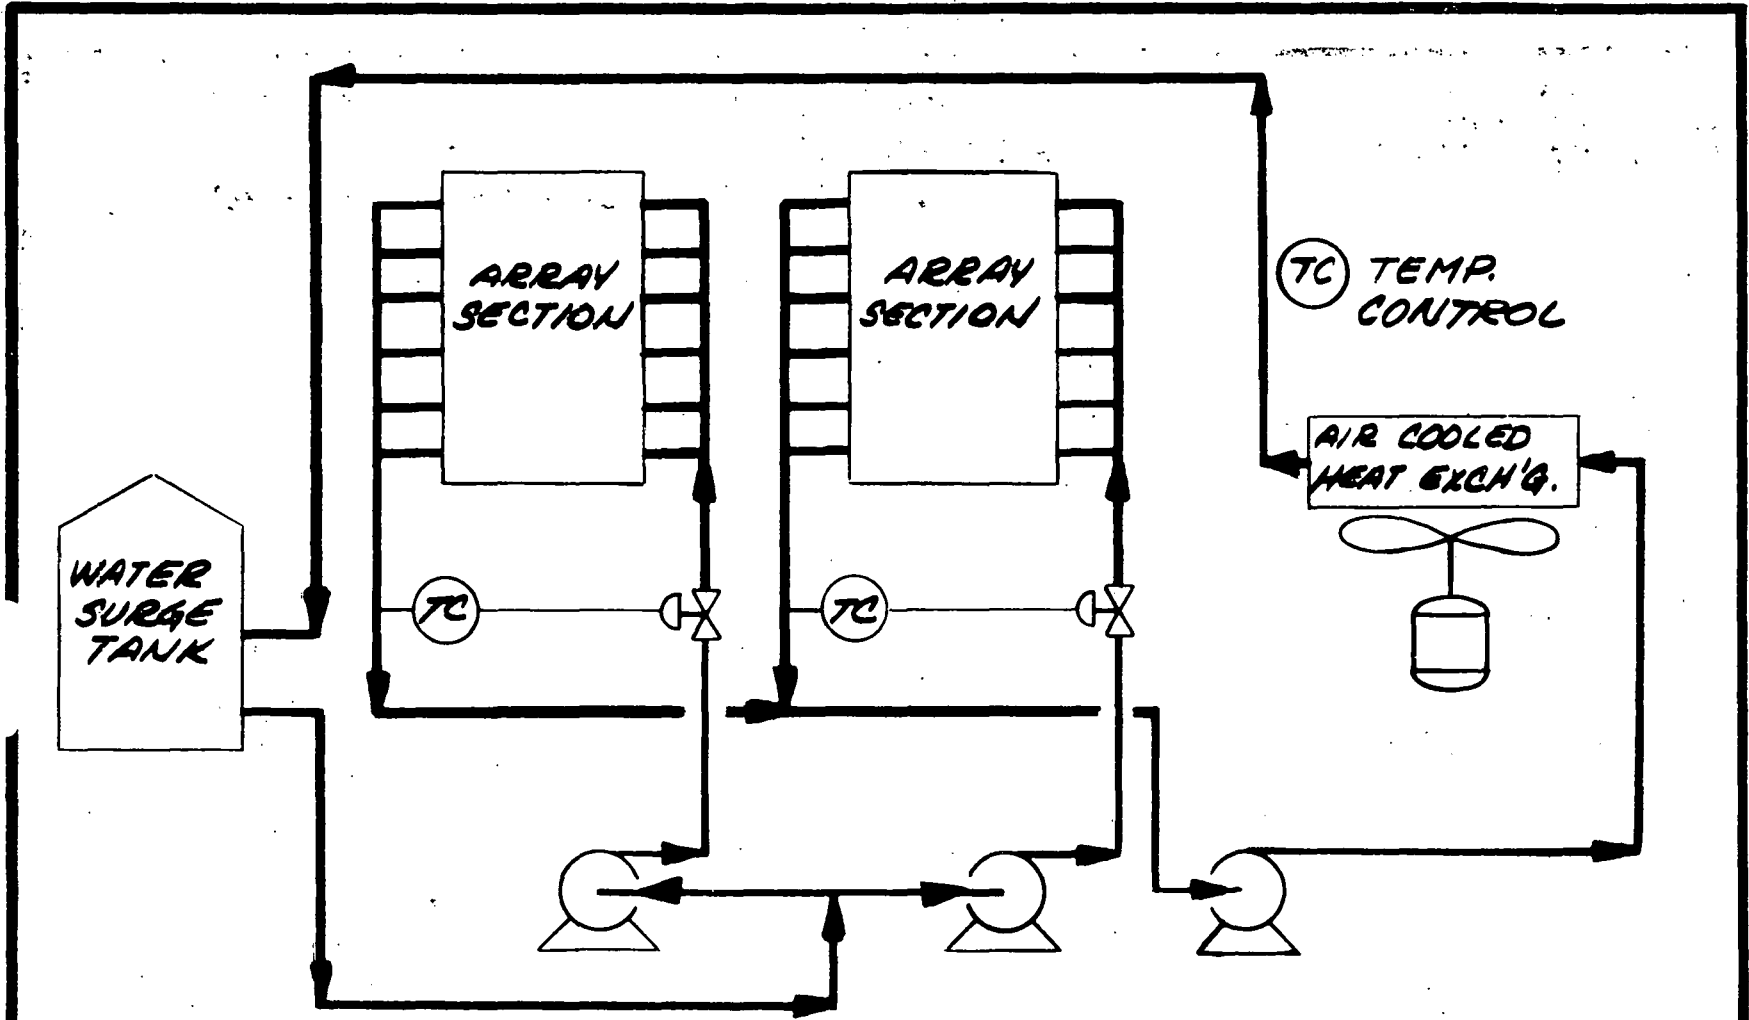 ARRAY
SECTION
ARRAY
SECTION
TC TEMP.
CONTROL
AIR COOLED
HEAT EXCH'G.
WATER
SURGE
TANK
TC
TC